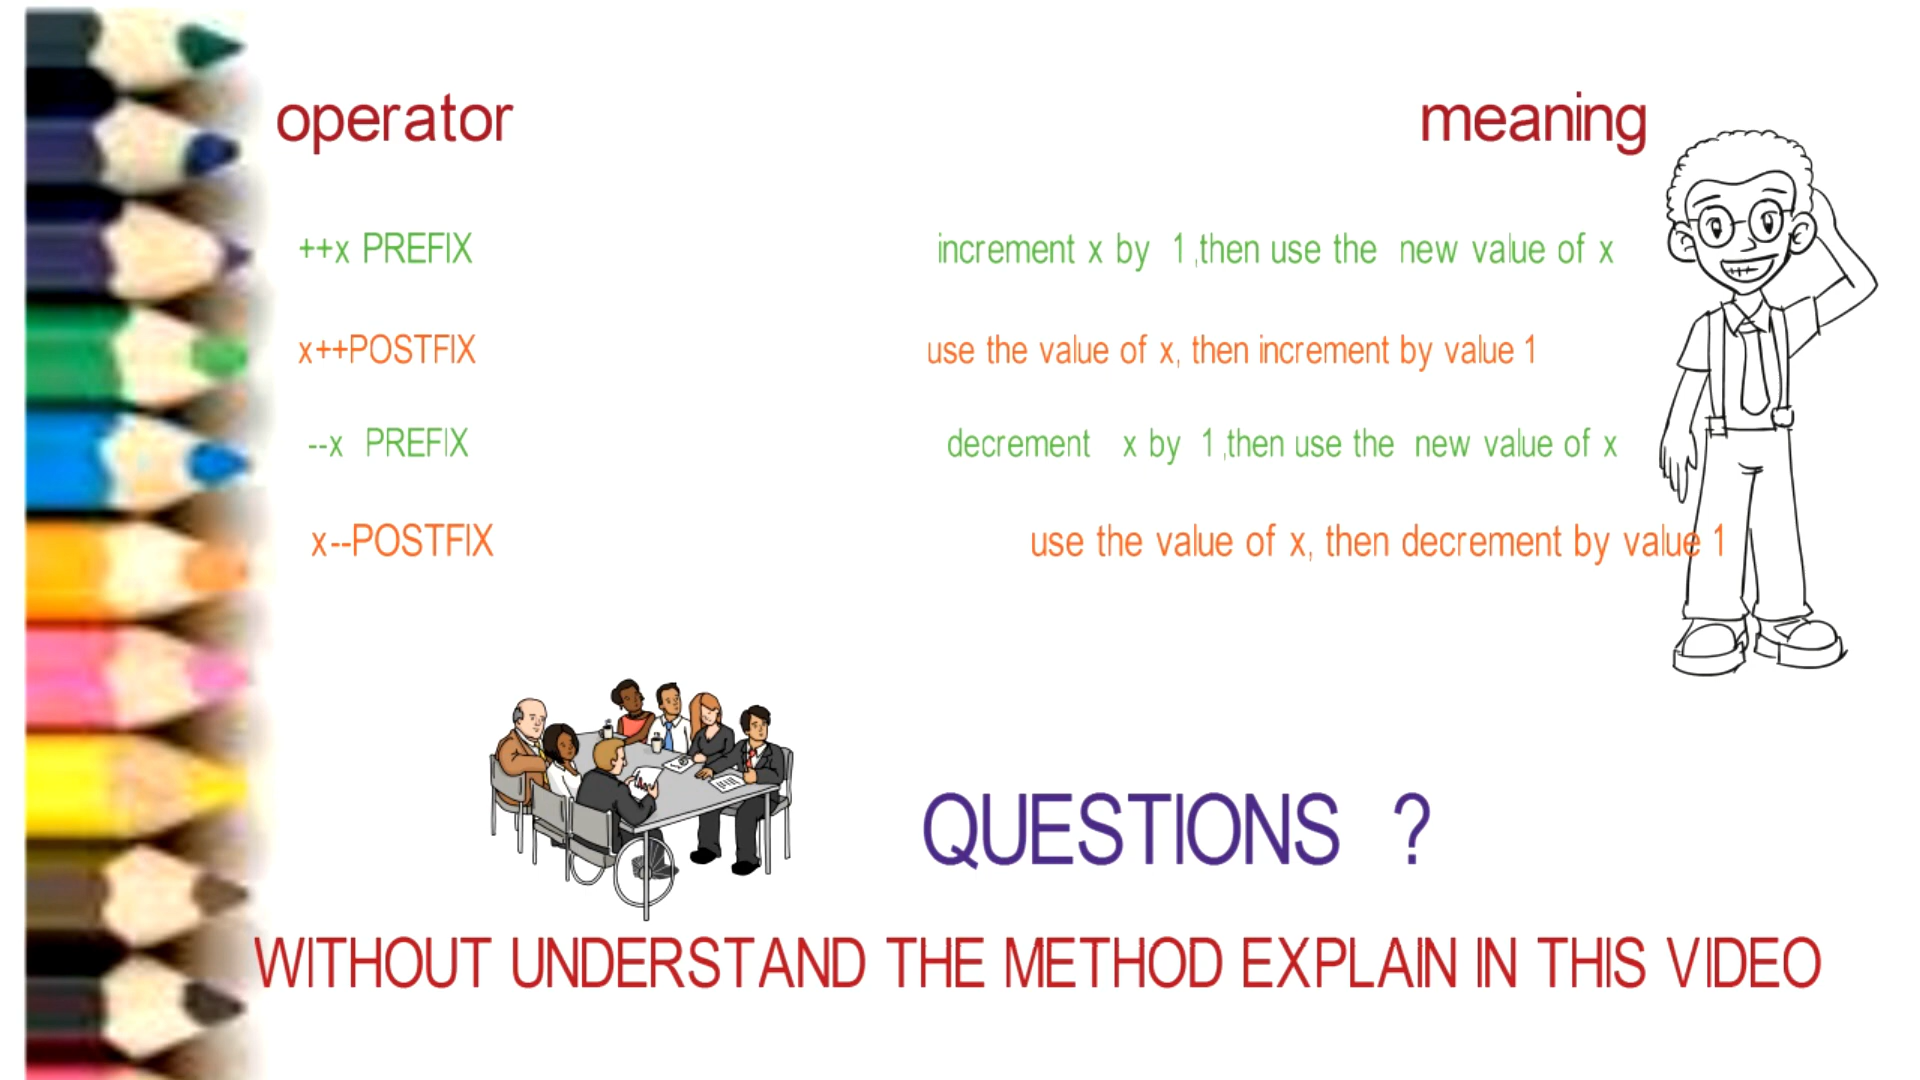 operator meaning
++x PREFIX increment x by 1 ,then use the new value of x
x++POSTFIX use the value of x, then increment by value 1
--x PREFIX decrement x by 1 ,then use the new value of x
x--POSTFIX use the value of x, then decrement by value 1
QUESTIONS ?
WITHOUT UNDERSTAND THE METHOD EXPLAIN IN THIS VIDEO